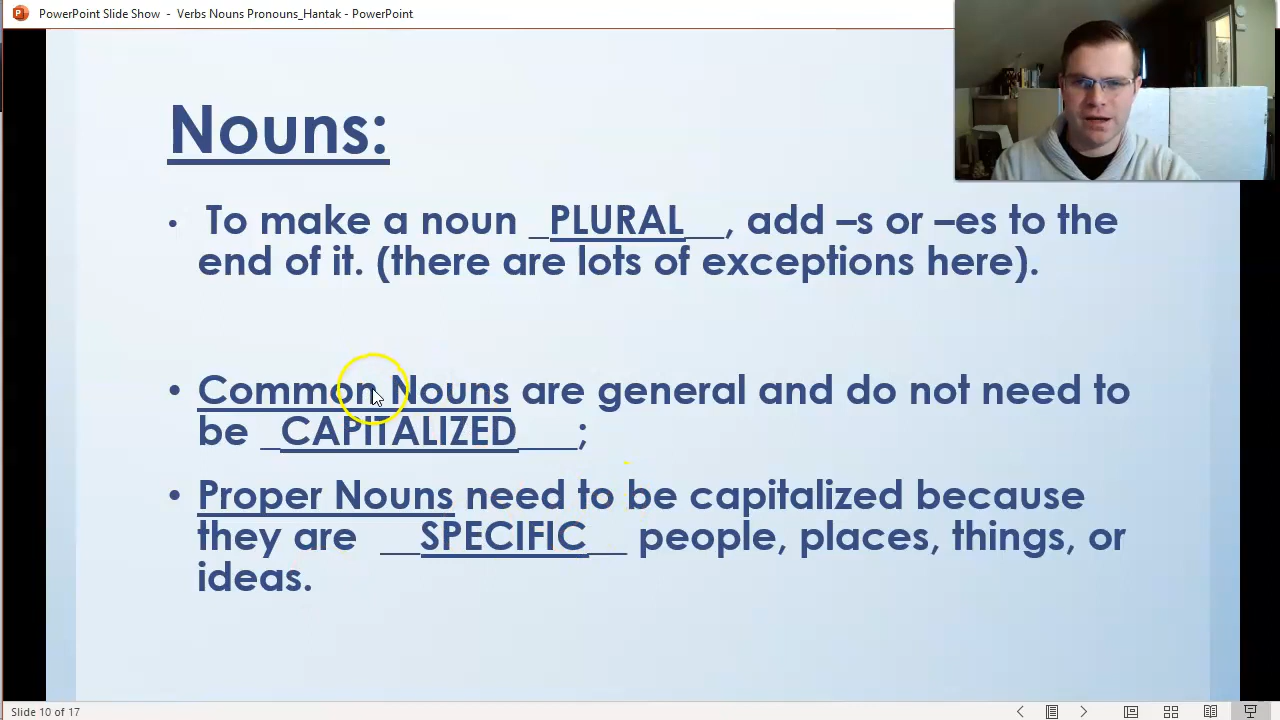 PowerPoint Slide Show - Verbs Nouns Pronouns_Hantak - PowerPoint
Nouns:
• To make a noun _PLURAL__, add –s or –es to the
end of it. (there are lots of exceptions here).
• Common Nouns are general and do not need to
be _CAPITALIZED___;
• Proper Nouns need to be capitalized because
they are __SPECIFIC__ people, places, things, or
ideas.
Slide 10 of 17